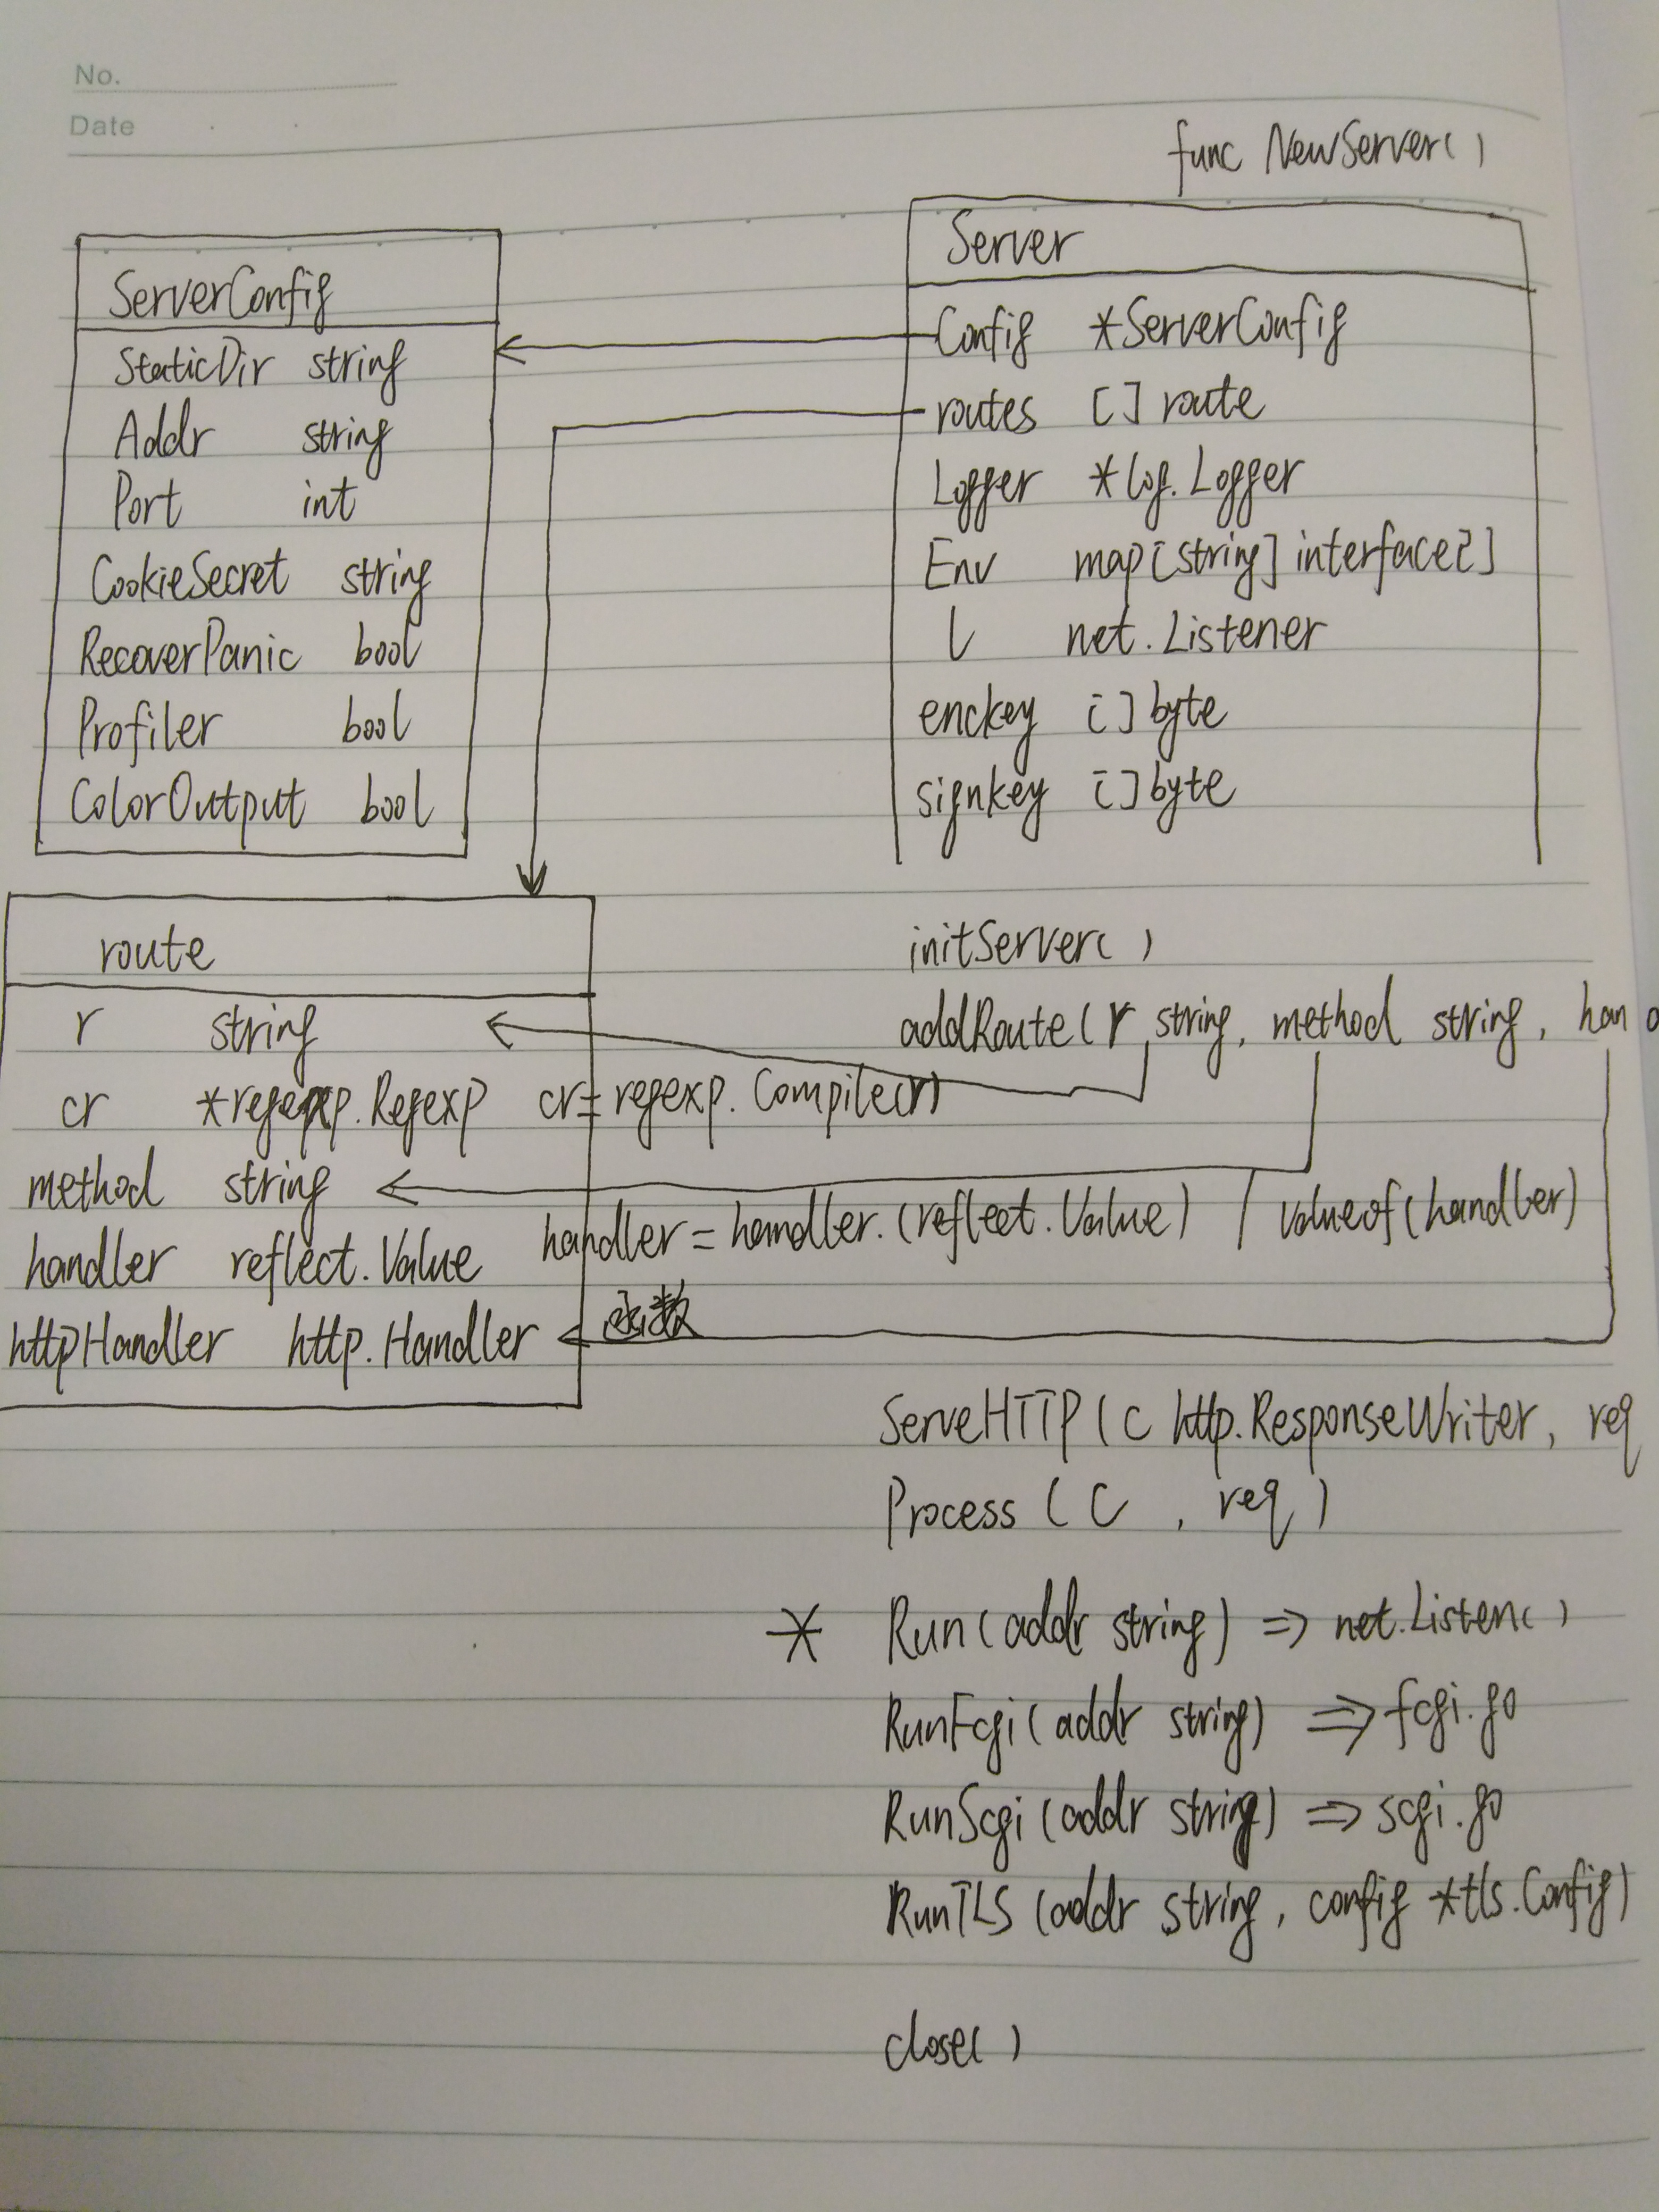 No.
Date
func NewServer()
ServerConfig
StaticDir string
Addr string
Port int
CookieSecret string
RecoverPanic bool
Profiler bool
ColorOutput bool
Server
Config *ServerConfig
routes []route
Logger *log.Logger
Env map[string]interface{}
l net.Listener
enckey []byte
signkey []byte
route
r string
cr *regexp.Regexp cr=regexp.Compile(r)
method string
handler reflect.Value handler=handler.(reflect.Value) / valueof(handler)
httpHandler http.Handler 函数
initServer()
addRoute(r string, method string, han
ServeHTTP(c http.ResponseWriter, req
Process(c , req)
* Run(addr string) => net.Listen()
RunFcgi(addr string) => fcgi.go
RunScgi(addr string) => scgi.go
RunTLS(addr string, config *tls.Config)
close()